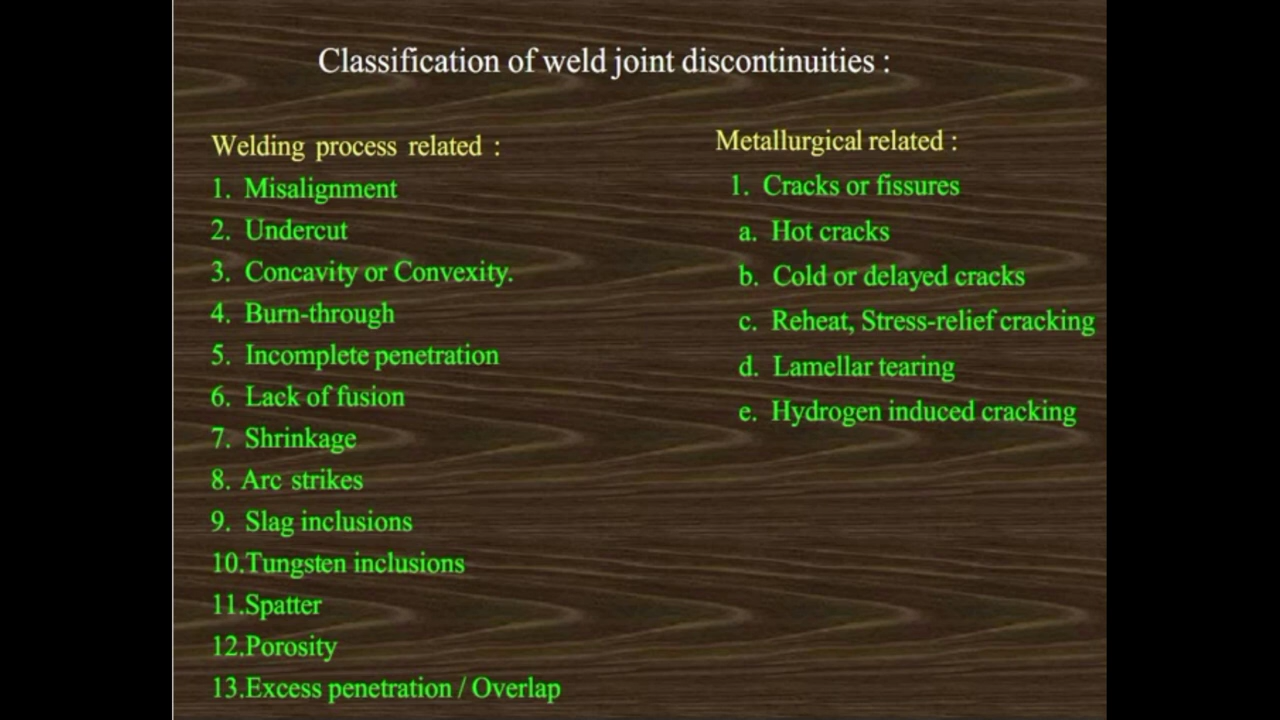 Classification of weld joint discontinuities :
Welding process related :
1. Misalignment
2. Undercut
3. Concavity or Convexity.
4. Burn-through
5. Incomplete penetration
6. Lack of fusion
7. Shrinkage
8. Arc strikes
9. Slag inclusions
10.Tungsten inclusions
11.Spatter
12.Porosity
13.Excess penetration / Overlap
Metallurgical related :
1. Cracks or fissures
a. Hot cracks
b. Cold or delayed cracks
c. Reheat, Stress-relief cracking
d. Lamellar tearing
e. Hydrogen induced cracking